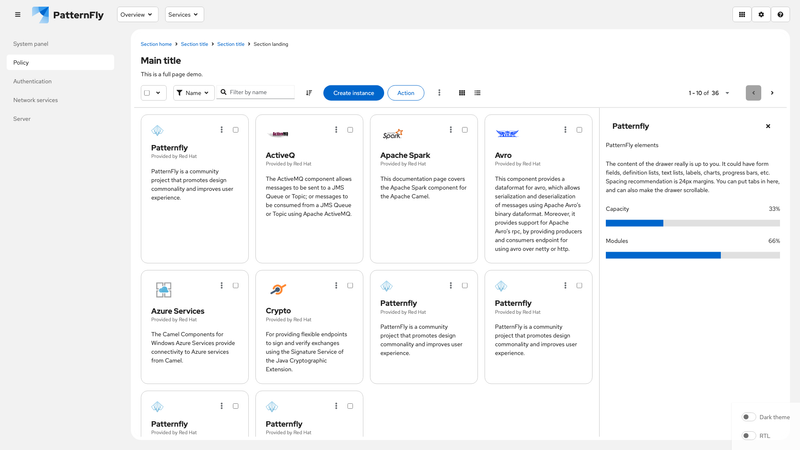 PatternFly
Overview
Services
System panel
Policy
Authentication
Network services
Server
Section home
Section title
Section title
Section landing
Main title
This is a full page demo.
Name
Filter by name
Create instance
Action
1 - 10 of 36
Patternfly
Provided by Red Hat
PatternFly is a community
project that promotes design
commonality and improves user
experience.
ActiveMQ
ActiveQ
Provided by Red Hat
The ActiveMQ component allows
messages to be sent to a JMS
Queue or Topic; or messages to
be consumed from a JMS Queue
or Topic using Apache ActiveMQ.
Spark
Apache Spark
Provided by Red Hat
This documentation page covers
the Apache Spark component for
the Apache Camel.
Avro
Provided by Red Hat
This component provides a
dataformat for avro, which allows
serialization and deserialization
of messages using Apache Avro's
binary dataformat. Moreover, it
provides support for Apache
Avro's rpc, by providing producers
and consumers endpoint for
using avro over netty or http.
Azure Services
Provided by Red Hat
The Camel Components for
Windows Azure Services provide
connectivity to Azure services
from Camel.
Crypto
Provided by Red Hat
For providing flexible endpoints
to sign and verify exchanges
using the Signature Service of
the Java Cryptographic
Extension.
Patternfly
Provided by Red Hat
PatternFly is a community
project that promotes design
commonality and improves user
experience.
Patternfly
Provided by Red Hat
PatternFly is a community
project that promotes design
commonality and improves user
experience.
Patternfly
Provided by Red Hat
Patternfly
Provided by Red Hat
Patternfly
PatternFly elements
The content of the drawer really is up to you. It could have form
fields, definition lists, text lists, labels, charts, progress bars, etc.
Spacing recommendation is 24px margins. You can put tabs in here,
and can also make the drawer scrollable.
Capacity
33%
Modules
66%
Dark theme
RTL